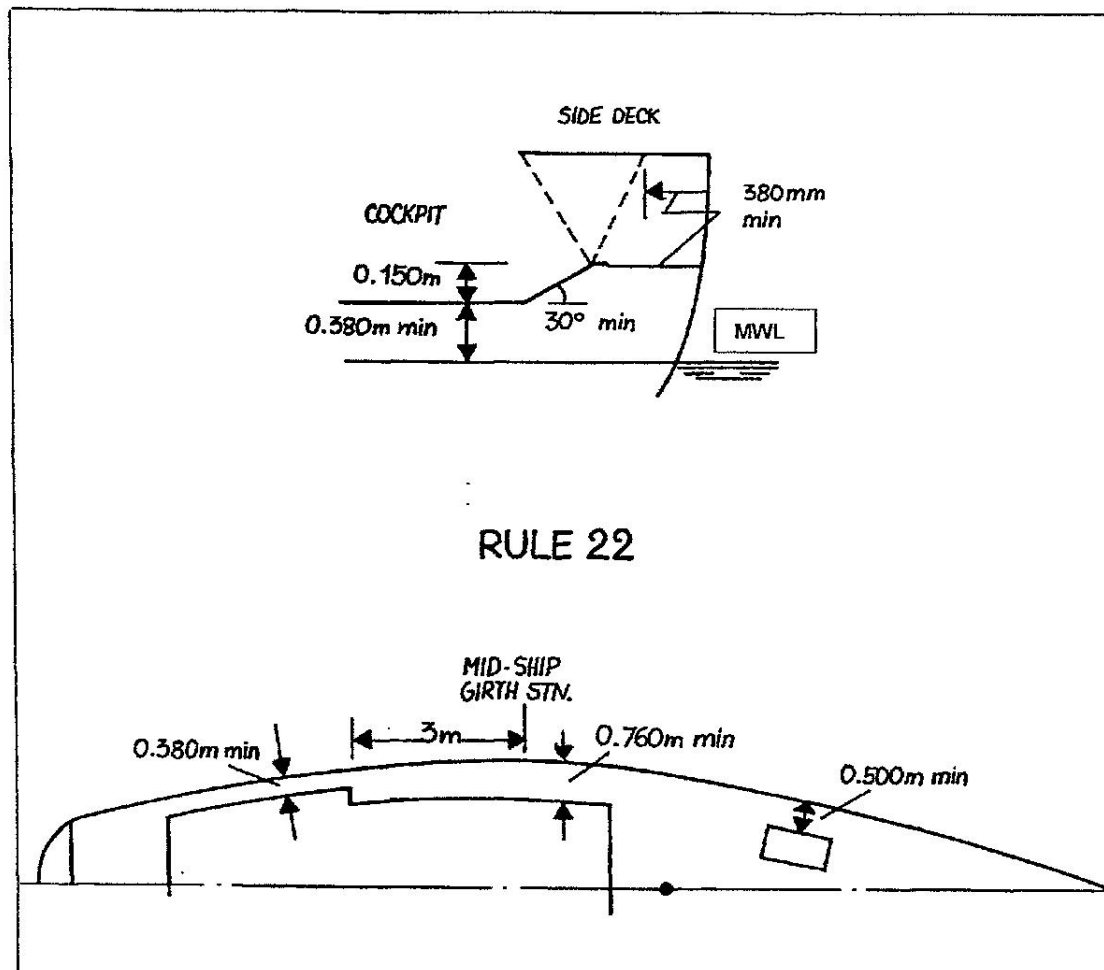 SIDE DECK
380mm
min
COCKPIT
0.150m
30° min
0.380m min
MWL
RULE 22
MID-SHIP
GIRTH STN.
3m
0.760m min
0.380m min
0.500m min